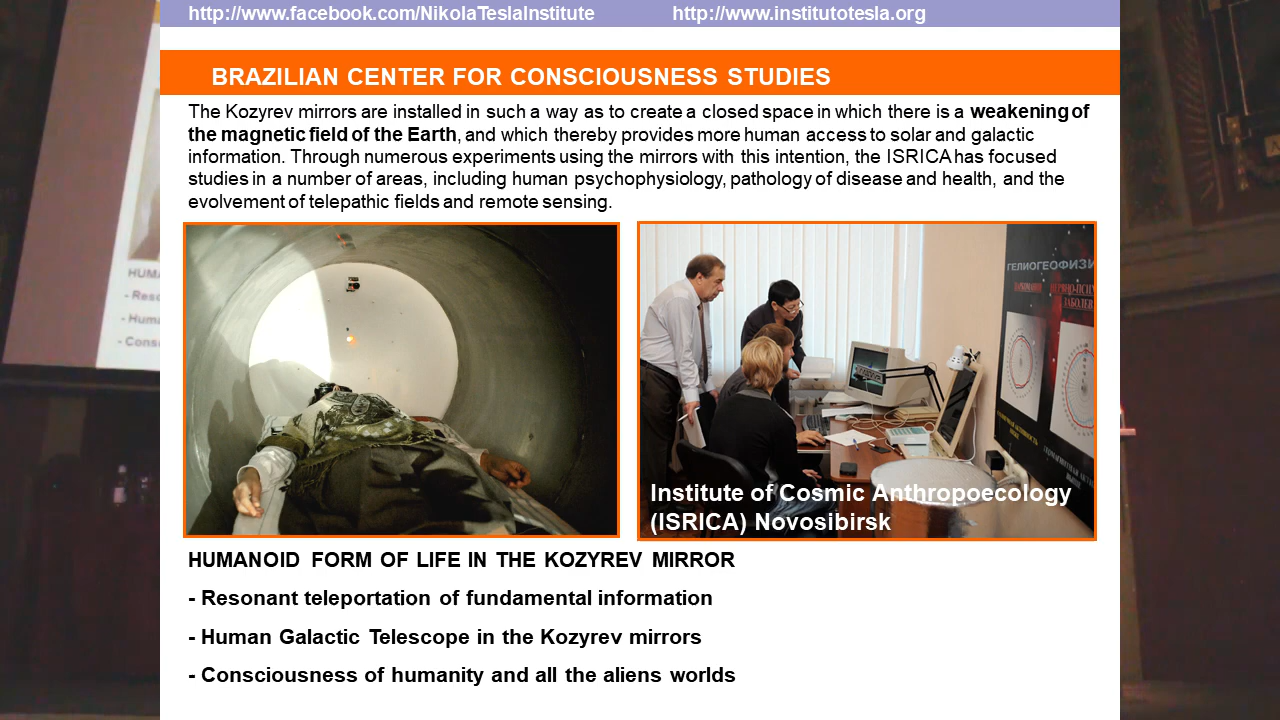 http://www.facebook.com/NikolaTeslaInstitute http://www.institutotesla.org
BRAZILIAN CENTER FOR CONSCIOUSNESS STUDIES
The Kozyrev mirrors are installed in such a way as to create a closed space in which there is a weakening of
the magnetic field of the Earth, and which thereby provides more human access to solar and galactic
information. Through numerous experiments using the mirrors with this intention, the ISRICA has focused
studies in a number of areas, including human psychophysiology, pathology of disease and health, and the
evolvement of telepathic fields and remote sensing.
ГЕЛИОГЕОФИЗИ
Institute of Cosmic Anthropoecology
(ISRICA) Novosibirsk
HUMANOID FORM OF LIFE IN THE KOZYREV MIRROR
- Resonant teleportation of fundamental information
- Human Galactic Telescope in the Kozyrev mirrors
- Consciousness of humanity and all the aliens worlds
HUMA
- Reso
- Huma
- Cons